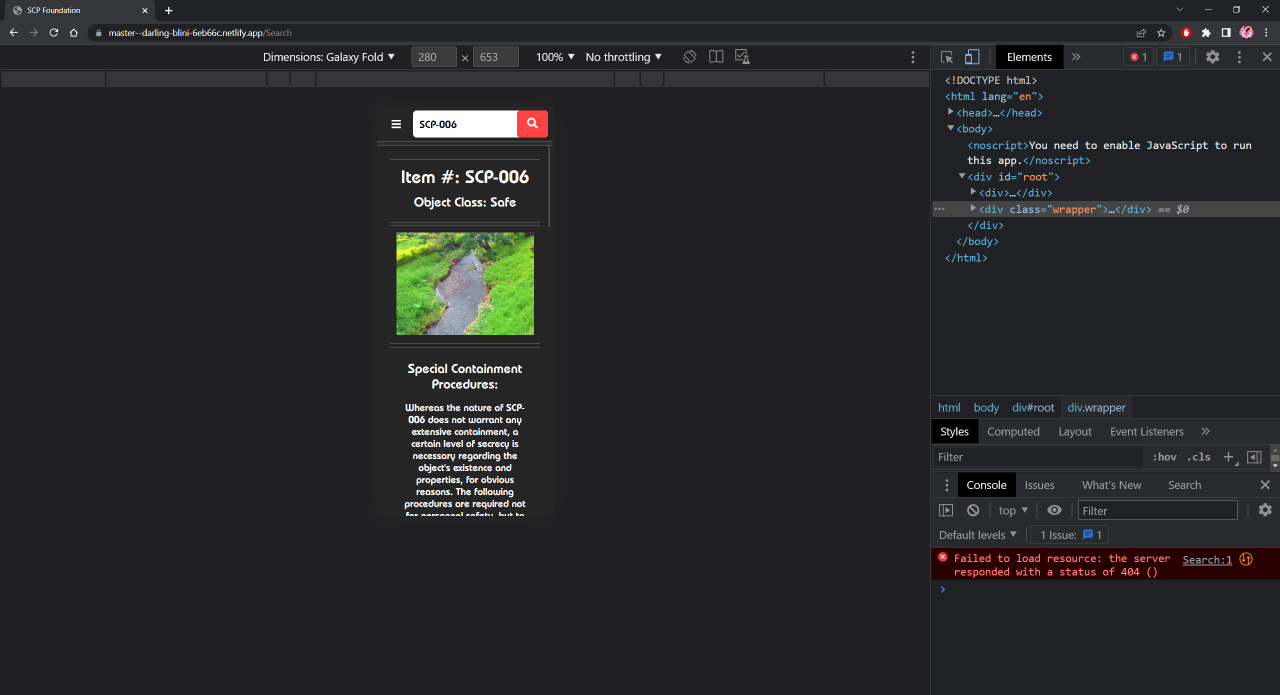 SCP Foundation
master--darling-blini-6eb66c.netlify.app/Search
Dimensions: Galaxy Fold 280 × 653 100% No throttling
Elements 1 1
<!DOCTYPE html>
<html lang="en">
<head>…</head>
<body>
<noscript>You need to enable JavaScript to run
this app.</noscript>
<div id="root">
<div>…</div>
<div class="wrapper">…</div> == $0
</div>
</body>
</html>
SCP-006
Item #: SCP-006
Object Class: Safe
Special Containment
Procedures:
Whereas the nature of SCP-
006 does not warrant any
extensive containment, a
certain level of secrecy is
necessary regarding the
object's existence and
properties, for obvious
reasons. The following
procedures are required not
for personnel safety, but to
html body div#root div.wrapper
Styles Computed Layout Event Listeners
Filter :hov .cls
Console Issues What's New Search
top Filter
Default levels 1 Issue: 1
Failed to load resource: the server Search:1
responded with a status of 404 ()